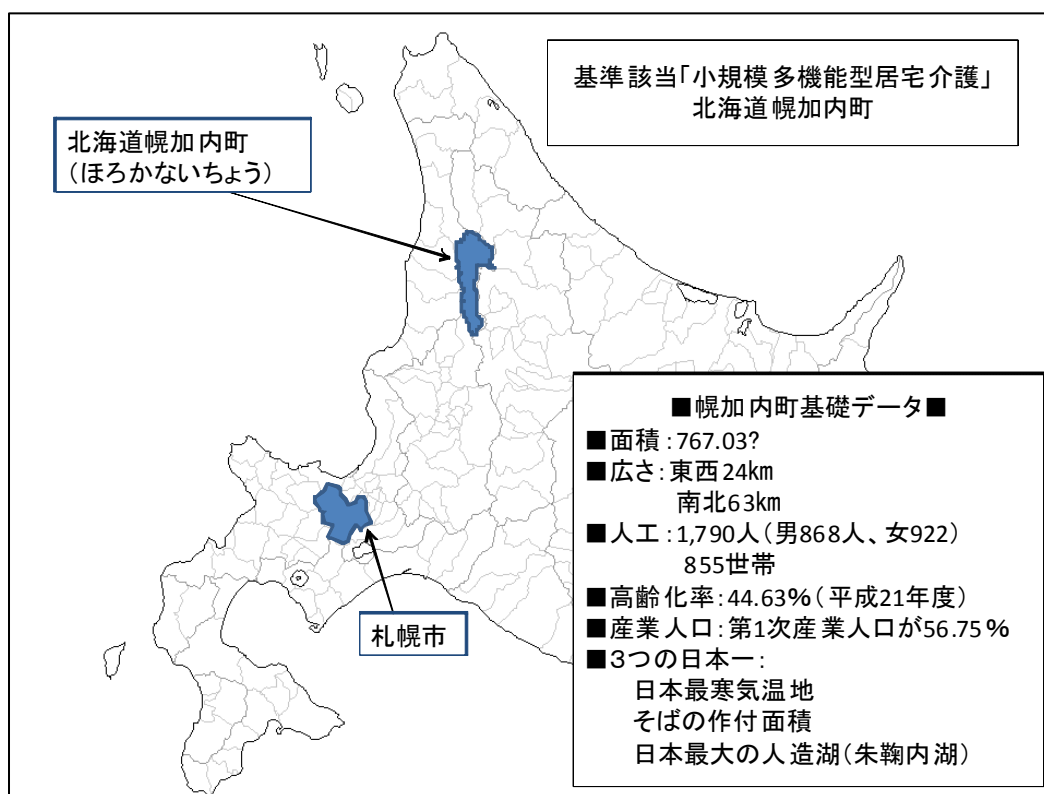 基準該当「小規模多機能型居宅介護」
北海道幌加内町
北海道幌加内町
(ほろかないちょう)
札幌市
■幌加内町基礎データ■
■面積:767.03?
■広さ:東西24km
南北63km
■人工:1,790人(男868人、女922)
855世帯
■高齢化率:44.63%(平成21年度)
■産業人口:第1次産業人口が56.75%
■3つの日本一:
日本最寒気温地
そばの作付面積
日本最大の人造湖(朱鞠内湖)